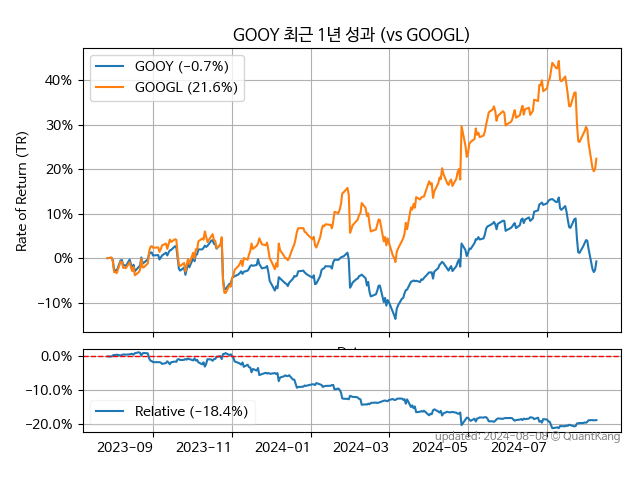 GOOY 최근 1년 성과 (vs GOOGL)
GOOY (−0.7%)
GOOGL (21.6%)
Rate of Return (TR)
40%
30%
20%
10%
0%
−10%
0.0%
−10.0%
−20.0%
Relative (−18.4%)
updated: 2024-08-08 © QuantKang
2023-09
2023-11
2024-01
2024-03
2024-05
2024-07